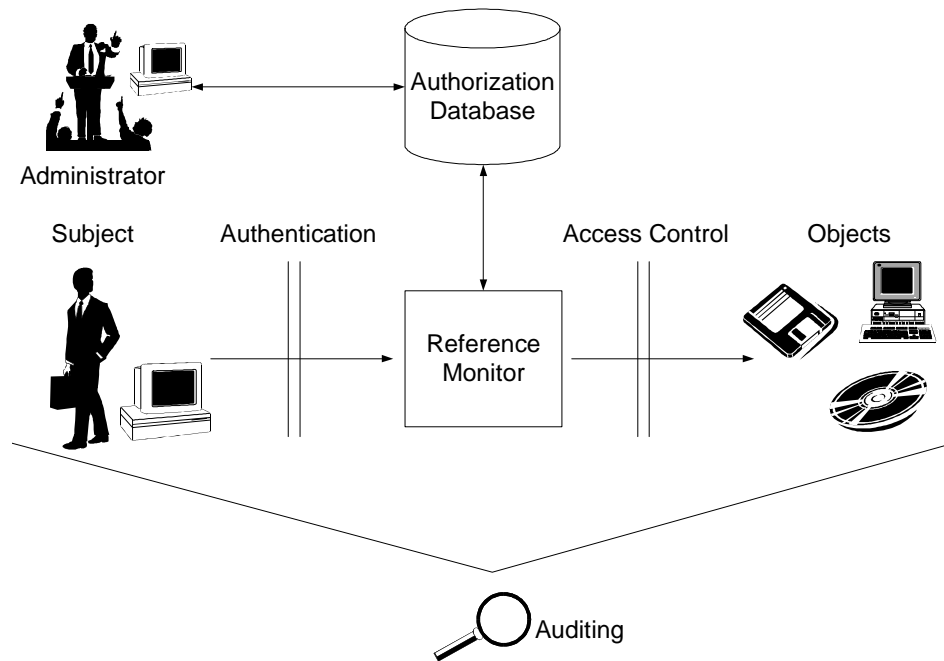 Authorization
Database
Administrator
Subject
Authentication
Access Control
Objects
Reference
Monitor
Auditing